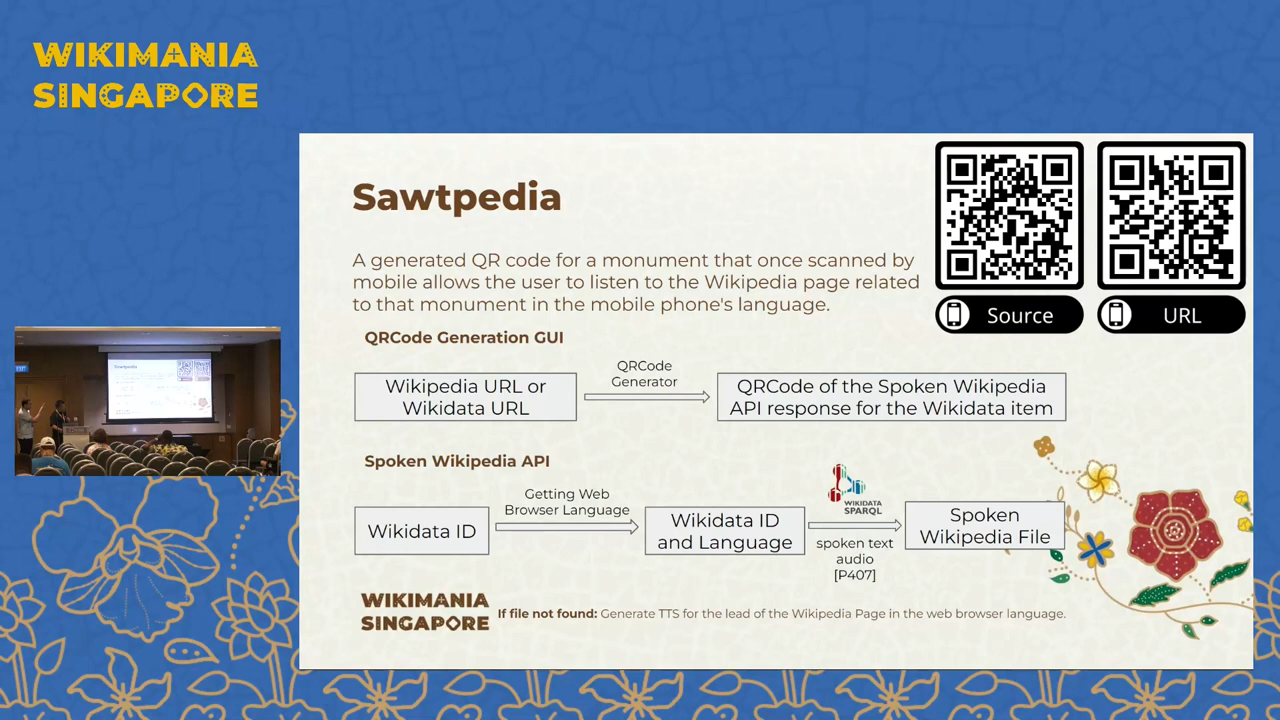 WIKIMANIA
SINGAPORE
Sawtpedia
A generated QR code for a monument that once scanned by
mobile allows the user to listen to the Wikipedia page related
to that monument in the mobile phone's language.
Source
URL
QRCode Generation GUI
Wikipedia URL or
Wikidata URL
QRCode
Generator
QRCode of the Spoken Wikipedia
API response for the Wikidata item
Spoken Wikipedia API
Wikidata ID
Getting Web
Browser Language
Wikidata ID
and Language
WIKIDATA
SPARQL
spoken text
audio
[P407]
Spoken
Wikipedia File
WIKIMANIA
SINGAPORE
If file not found: Generate TTS for the lead of the Wikipedia Page in the web browser language.
Sawtpedia